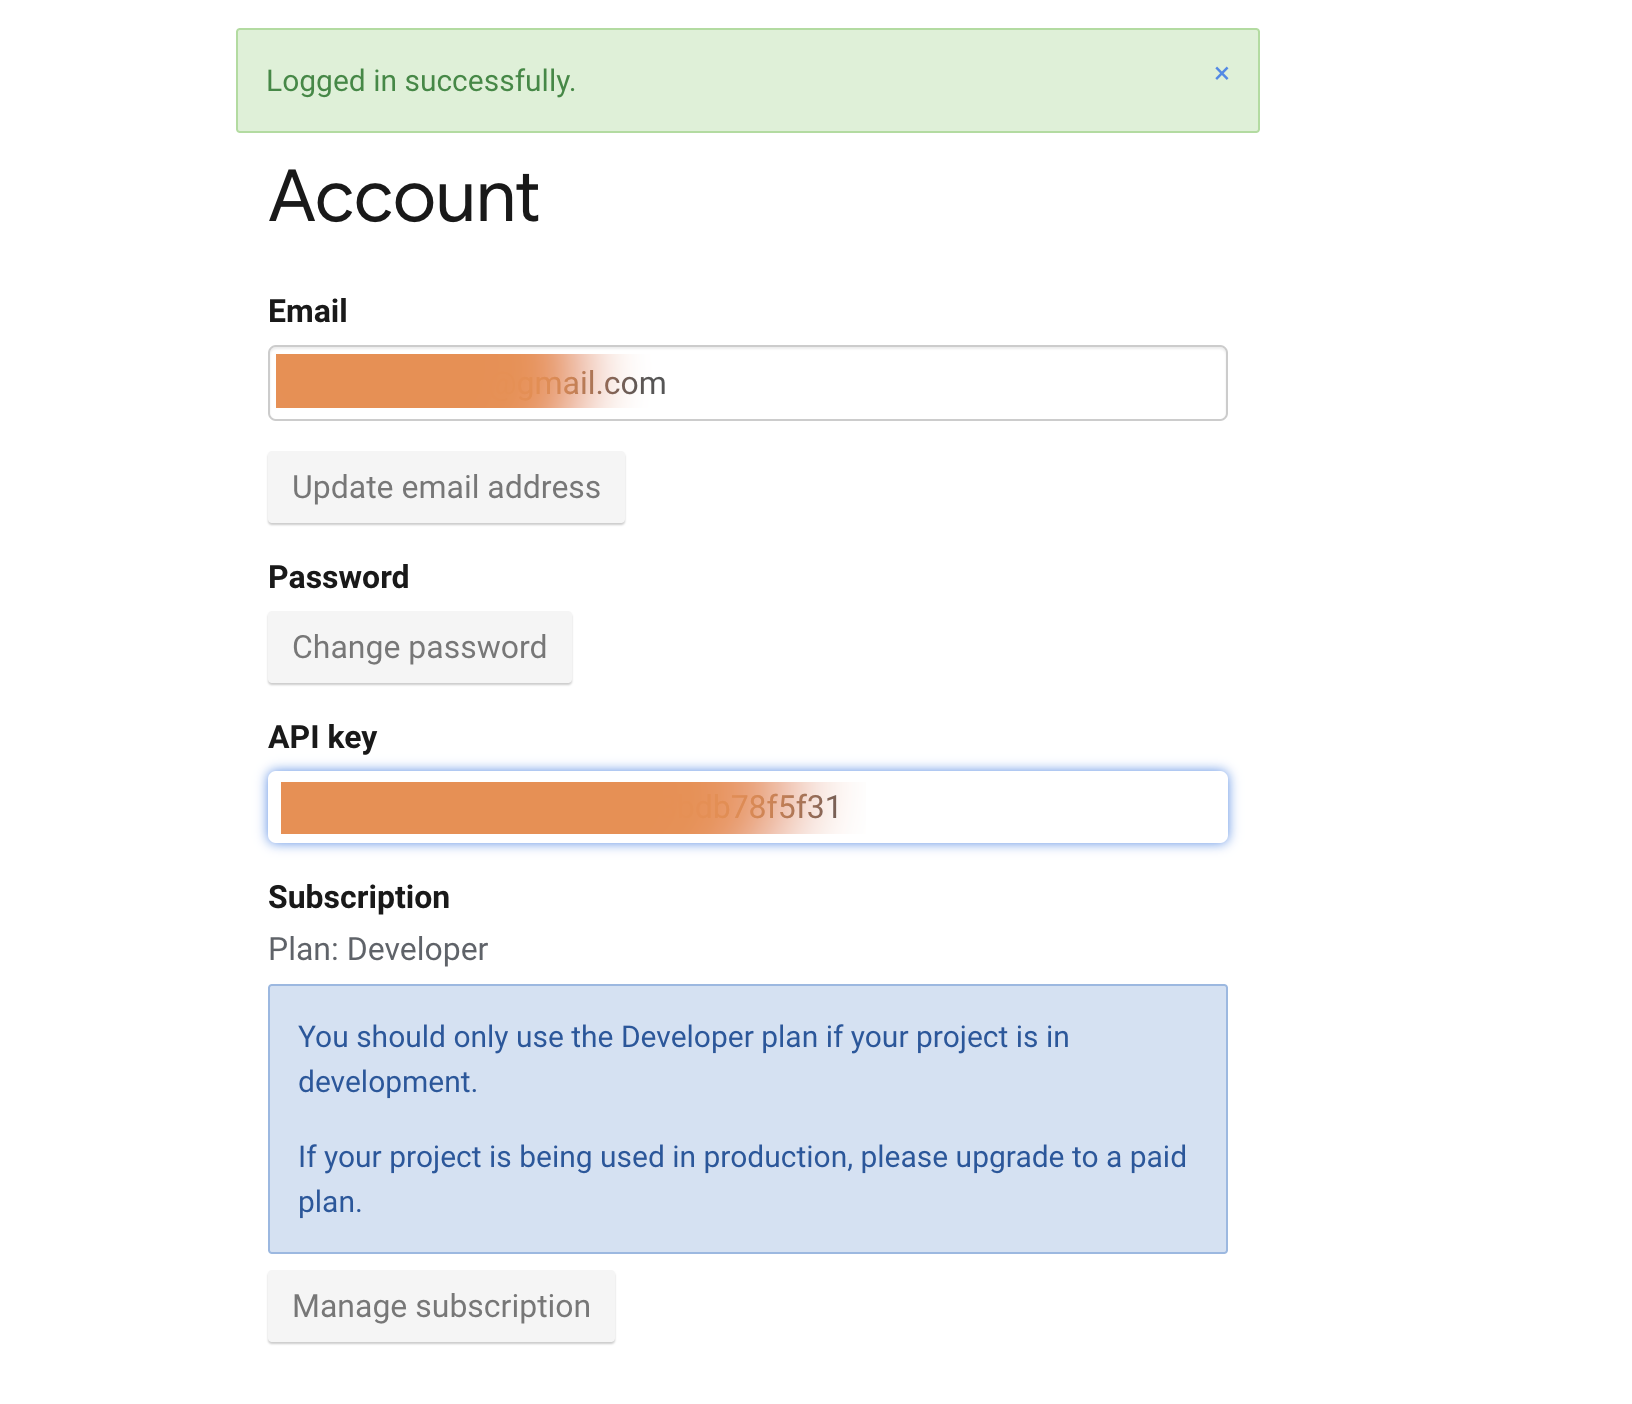 Logged in successfully.
×
Account
Email
gmail.com
Update email address
Password
Change password
API key
db78f5f31
Subscription
Plan: Developer
You should only use the Developer plan if your project is in
development.
If your project is being used in production, please upgrade to a paid
plan.
Manage subscription